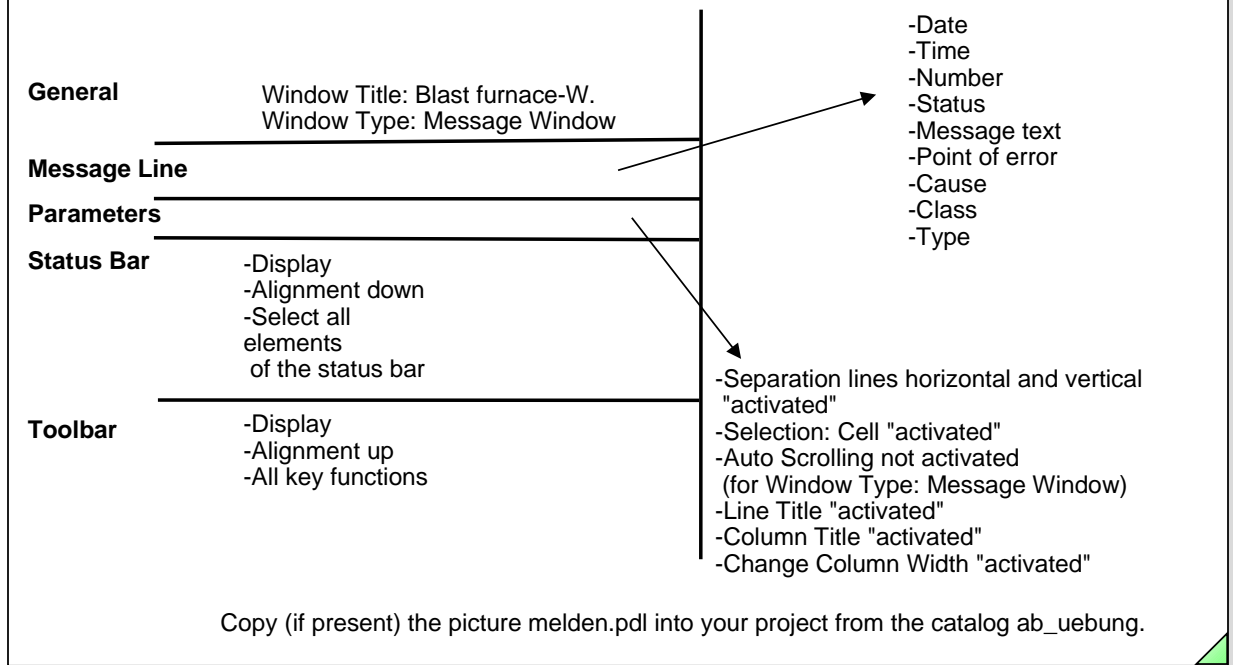 General
Window Title: Blast furnace-W.
Window Type: Message Window
Message Line
-Date
-Time
-Number
-Status
-Message text
-Point of error
-Cause
-Class
-Type
Parameters
-Separation lines horizontal and vertical
"activated"
-Selection: Cell "activated"
-Auto Scrolling not activated
(for Window Type: Message Window)
-Line Title "activated"
-Column Title "activated"
-Change Column Width "activated"
Status Bar
-Display
-Alignment down
-Select all
elements
of the status bar
Toolbar
-Display
-Alignment up
-All key functions
Copy (if present) the picture melden.pdl into your project from the catalog ab_uebung.